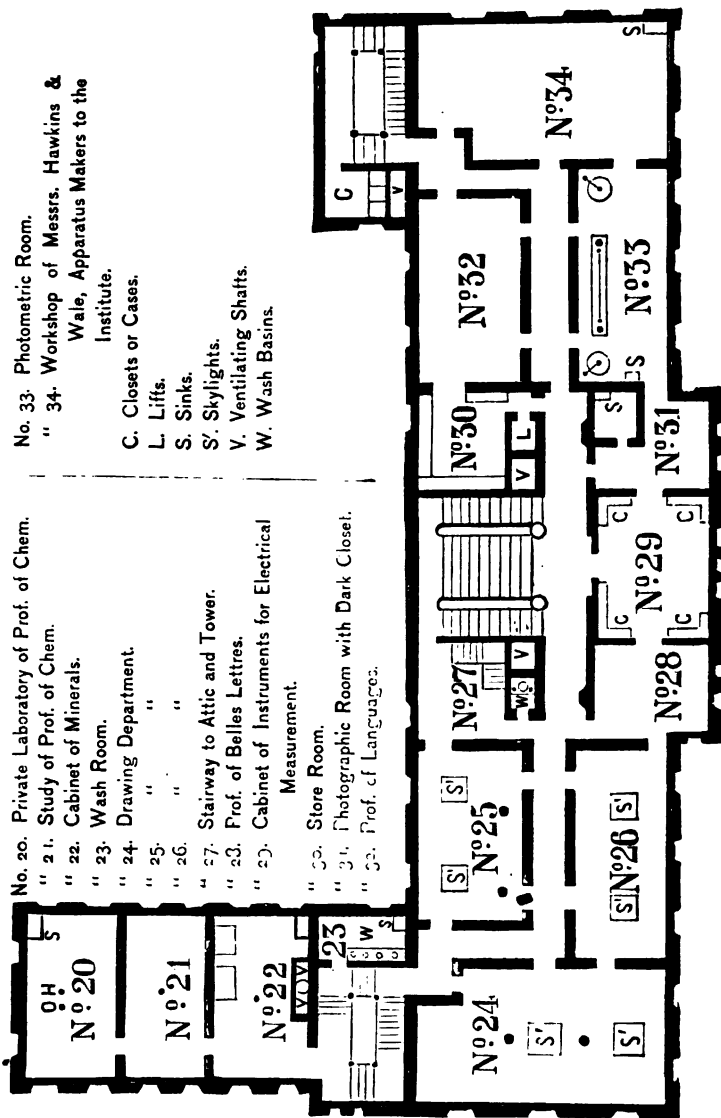 No. 20. Private Laboratory of Prof. of Chem.
" 21. Study of Prof. of Chem.
" 22. Cabinet of Minerals.
" 23. Wash Room.
" 24. Drawing Department.
" 25. " "
" 26. " "
" 27. Stairway to Attic and Tower.
" 28. Prof. of Belles Lettres.
" 29. Cabinet of Instruments for Electrical
Measurement.
" 30. Store Room.
" 31. Photographic Room with Dark Closet.
" 32. Prof. of Languages.
No. 33. Photometric Room.
" 34. Workshop of Messrs. Hawkins &
Wale, Apparatus Makers to the
Institute.
C. Closets or Cases.
L. Lifts.
S. Sinks.
S'. Skylights.
V. Ventilating Shafts.
W. Wash Basins.
S
O H
Nº 20
Nº 21
Nº 22
V
23
W
S
Nº 24
S'
S'
S'
S'
Nº 25
S'
S'
Nº 26
Nº 27
W
V
Nº 28
C
C
Nº 29
C
C
Nº 30
V
L
S
Nº 31
Nº 32
C
V
S
Nº 33
S
Nº 34